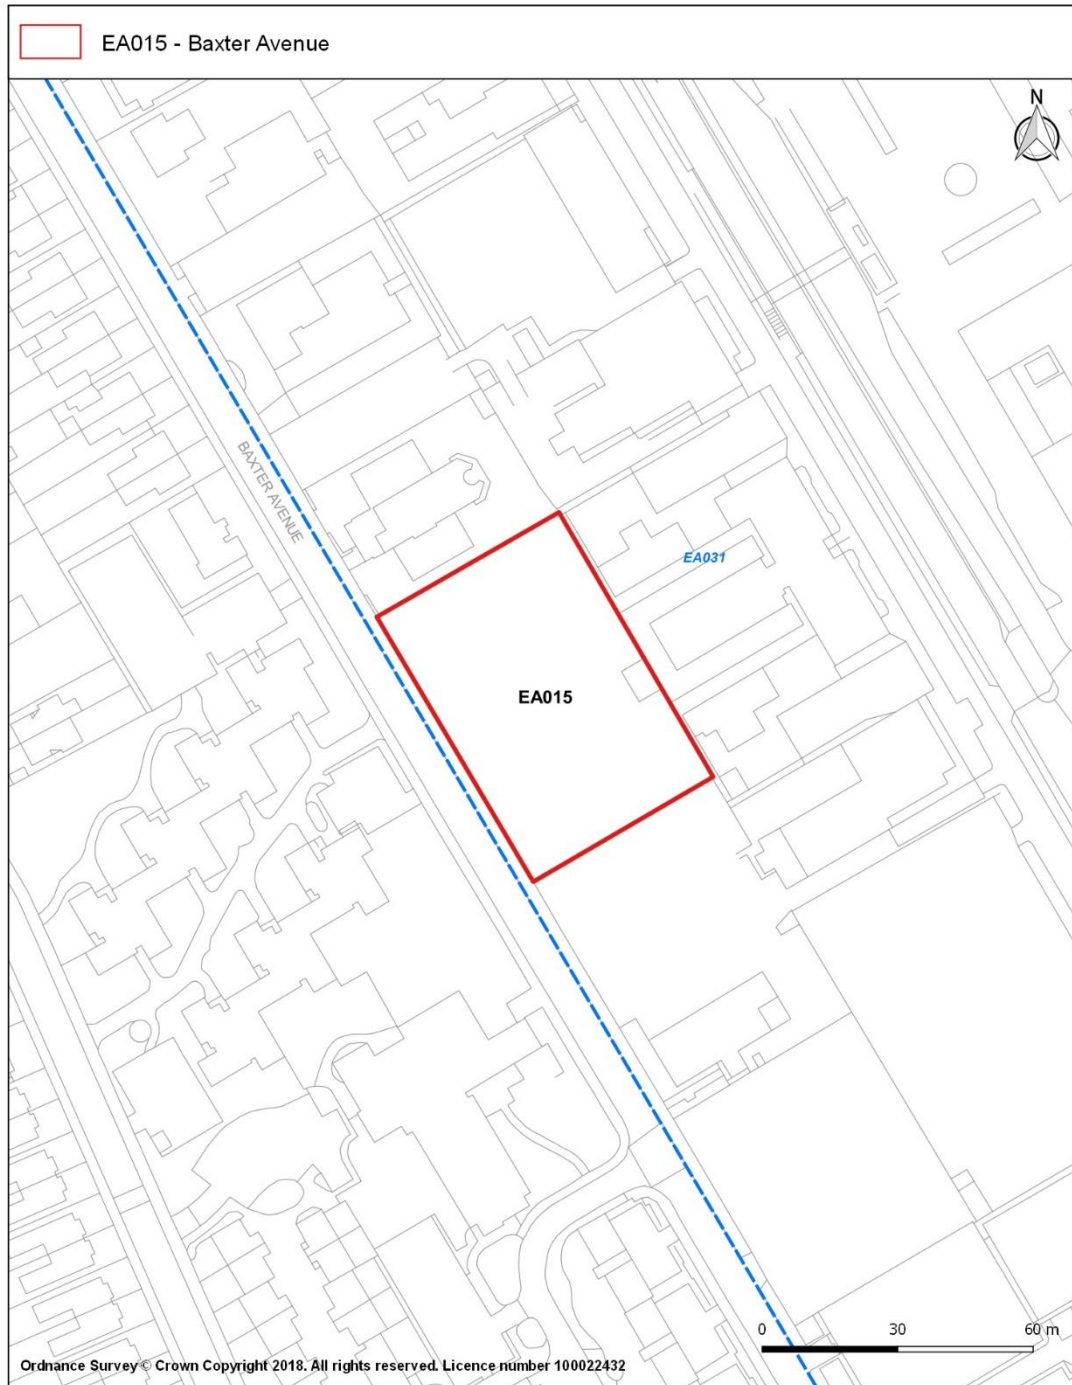 EA015 - Baxter Avenue
N
BAXTER AVENUE
EA031
EA015
0 30 60 m
Ordnance Survey © Crown Copyright 2018. All rights reserved. Licence number 100022432